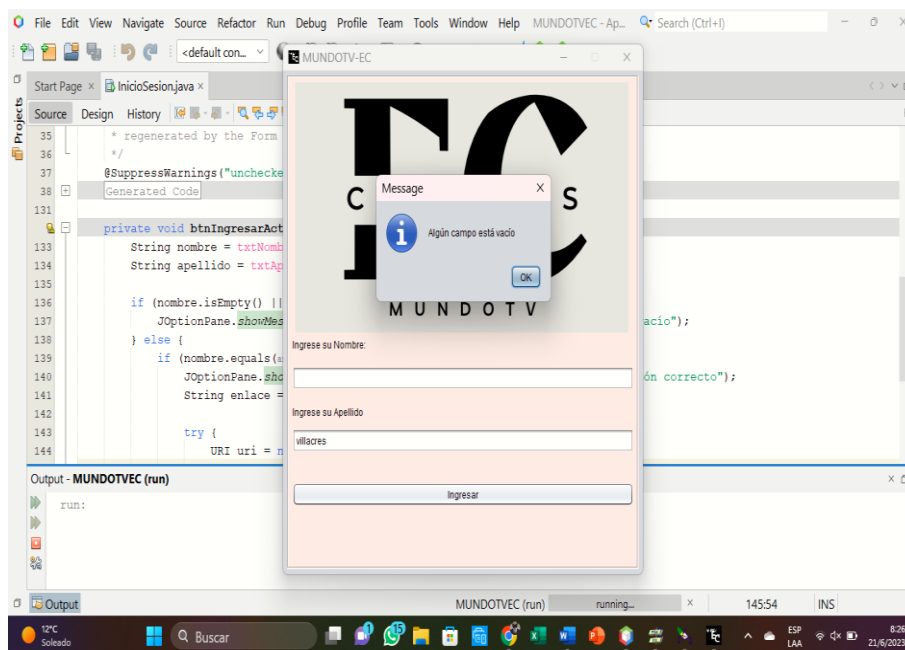 File Edit View Navigate Source Refactor Run Debug Profile Team Tools Window Help MUNDOTVEC - Ap... Search (Ctrl+I)
<default con...
MUNDOTV-EC
Start Page × InicioSesion.java ×
Source Design History
Projects
35 * regenerated by the Form
36 */
37 @SuppressWarnings("unchecke
38 Generated Code
131
private void btnIngresarAct
133 String nombre = txtNomb
134 String apellido = txtAp
135
136 if (nombre.isEmpty() ||
137 JOptionPane.showMes acío");
138 } else {
139 if (nombre.equals(
140 JOptionPane.sho ón correcto");
141 String enlace =
142
143 try {
144 URI uri = n
C S
MUNDOTV
Message X
Algún campo está vacío
OK
Ingrese su Nombre:
Ingrese su Apellido
villacres
Ingresar
Output - MUNDOTVEC (run)
run:
Output MUNDOTVEC (run) running... × 145:54 INS
12°C
Soleado
Buscar
15
ESP
LAA
8:26
21/6/2023